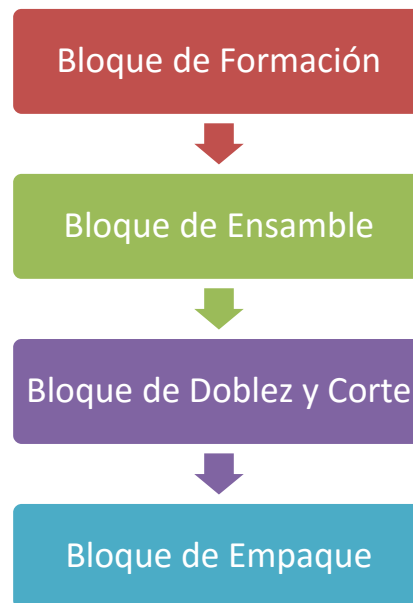 Bloque de Formación
Bloque de Ensamble
Bloque de Doblez y Corte
Bloque de Empaque